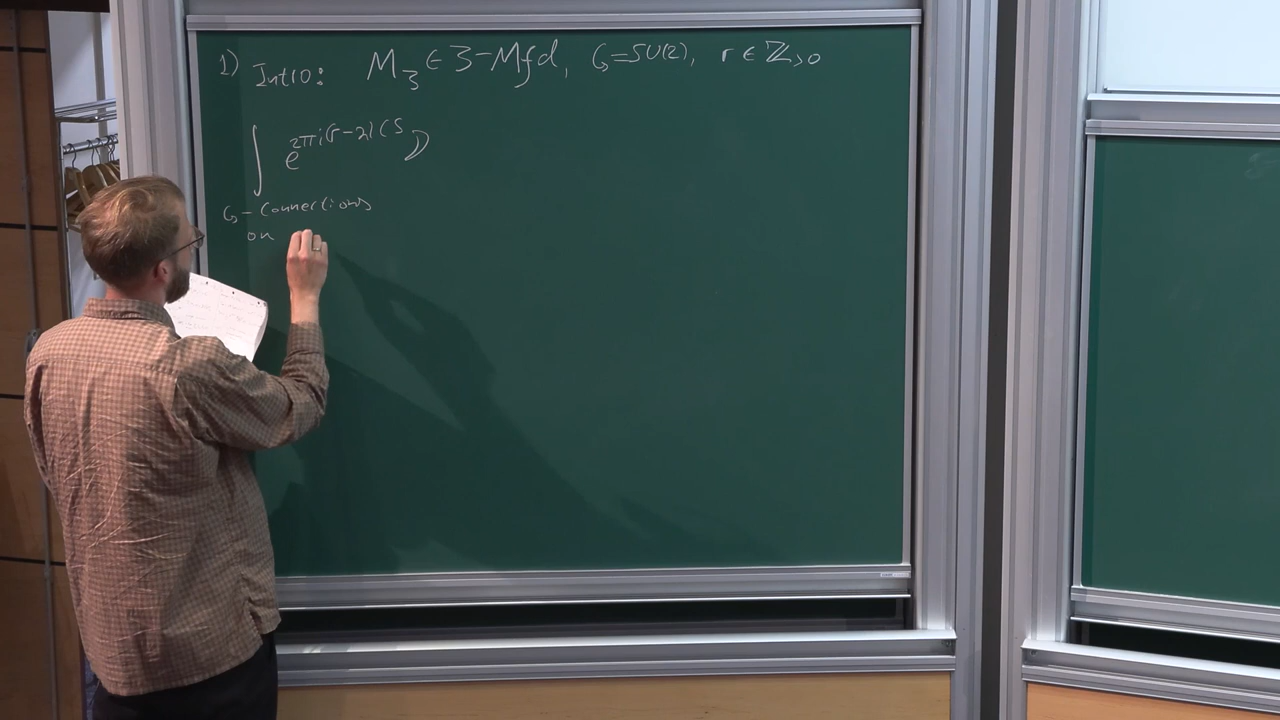 1) Intro: M₃ ∈ 3-Mfd, G=SU(2), r ∈ ℤ>0
∫ e^{2πi(r-2)CS} D
G-connections
on